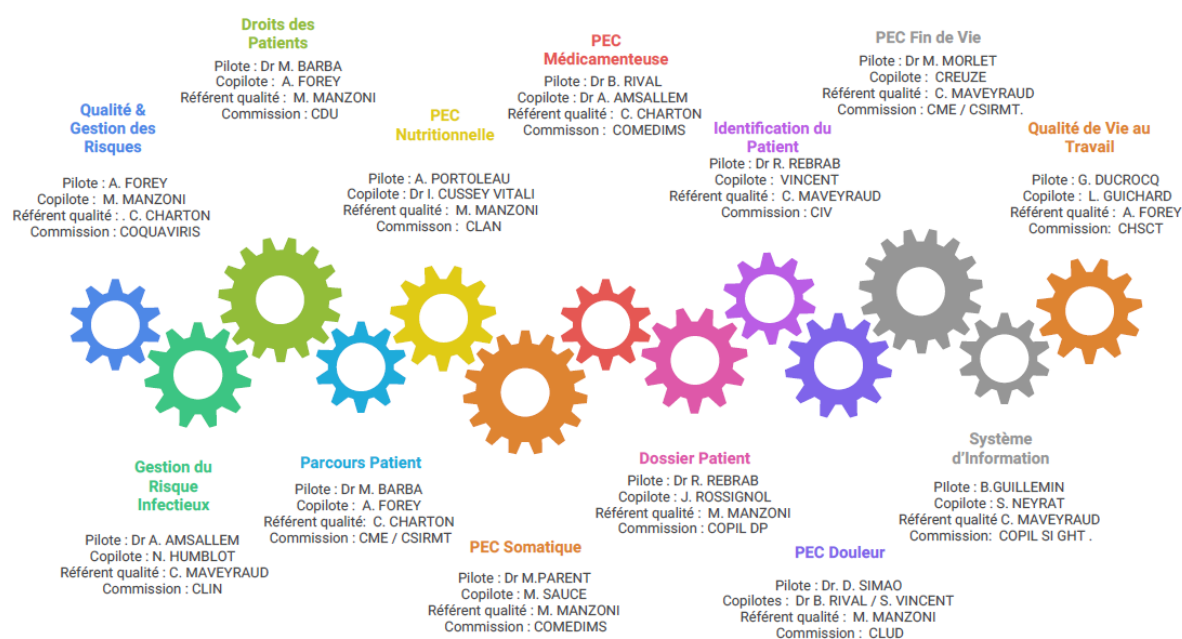 Droits des
Patients
Pilote : Dr M. BARBA
Copilote : A. FOREY
Référent qualité : M. MANZONI
Commission : CDU
PEC
Médicamenteuse
Pilote : Dr B. RIVAL
Copilote : Dr A. AMSALLEM
Référent qualité : C. CHARTON
Commisson : COMEDIMS
PEC Fin de Vie
Pilote : Dr M. MORLET
Copilote : CREUZE
Référent qualité : C. MAVEYRAUD
Commission : CME / CSIRMT.
Qualité &
Gestion des
Risques
Pilote : A. FOREY
Copilote : M. MANZONI
Référent qualité : . C. CHARTON
Commission : COQUAVIRIS
PEC
Nutritionnelle
Pilote : A. PORTOLEAU
Copilote : Dr I. CUSSEY VITALI
Référent qualité : M. MANZONI
Commisson : CLAN
Identification du
Patient
Pilote : Dr R. REBRAB
Copilote : VINCENT
Référent qualité : C. MAVEYRAUD
Commission : CIV
Qualité de Vie au
Travail
Pilote : G. DUCROCQ
Copilote : L. GUICHARD
Référent qualité : A. FOREY
Commission: CHSCT
Gestion du
Risque
Infectieux
Pilote : Dr A. AMSALLEM
Copilote : N. HUMBLOT
Référent qualité : C. MAVEYRAUD
Commission : CLIN
Parcours Patient
Pilote : Dr M. BARBA
Copilote : A. FOREY
Référent qualité: C. CHARTON
Commission : CME / CSIRMT
PEC Somatique
Pilote : Dr M.PARENT
Copilote : M. SAUCE
Référent qualité : M. MANZONI
Commission : COMEDIMS
Dossier Patient
Pilote : Dr R. REBRAB
Copilote : J. ROSSIGNOL
Référent qualité : M. MANZONI
Commission : COPIL DP
PEC Douleur
Pilote : Dr. D. SIMAO
Copilotes : Dr B. RIVAL / S. VINCENT
Référent qualité : M. MANZONI
Commission : CLUD
Système
d'Information
Pilote : B.GUILLEMIN
Copilote : S. NEYRAT
Référent qualité C. MAVEYRAUD
Commission: COPIL SI GHT .